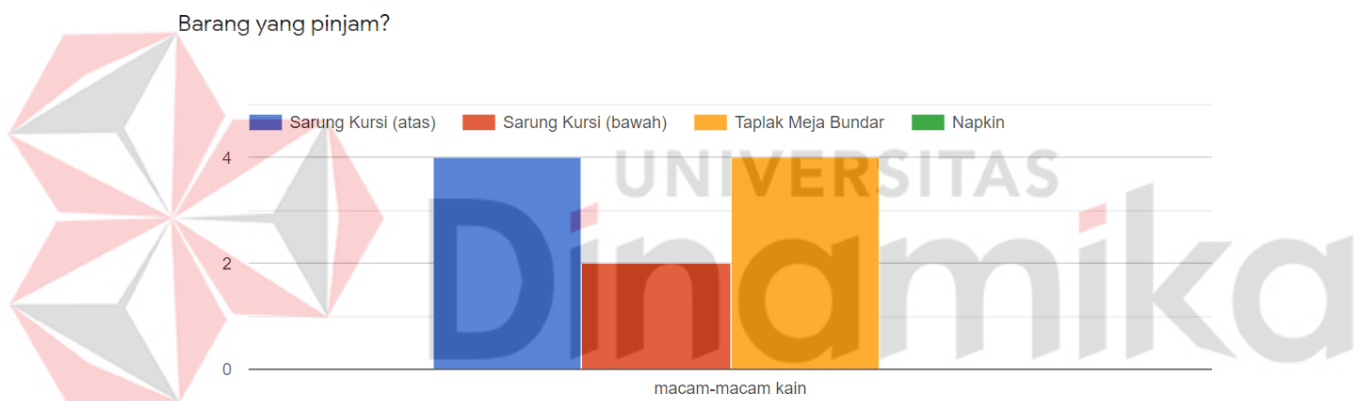 Barang yang pinjam?
Sarung Kursi (atas) Sarung Kursi (bawah) Taplak Meja Bundar Napkin
4
UNIVERSITAS
Dinamika
2
0
macam-macam kain